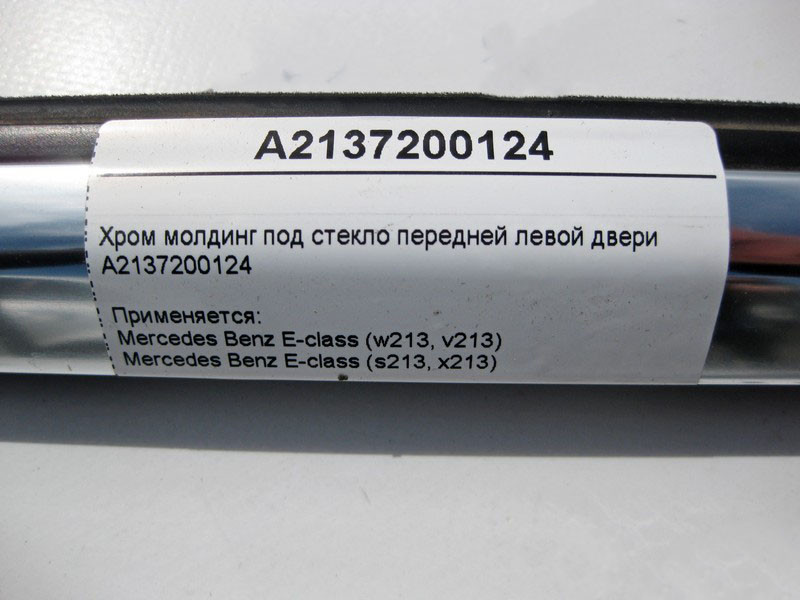 A2137200124
Хром молдинг под стекло передней левой двери
A2137200124
Применяется:
Mercedes Benz E-class (w213, v213)
Mercedes Benz E-class (s213, x213)